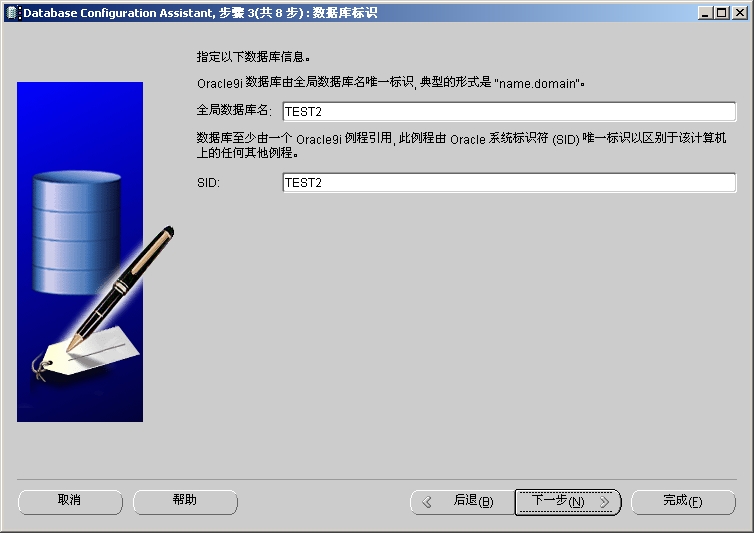 Database Configuration Assistant, 步骤 3(共 8 步) : 数据库标识
指定以下数据库信息。
Oracle9i 数据库由全局数据库名唯一标识, 典型的形式是 "name.domain"。
全局数据库名: TEST2
数据库至少由一个 Oracle9i 例程引用, 此例程由 Oracle 系统标识符 (SID) 唯一标识以区别于该计算机
上的任何其他例程。
SID: TEST2
取消 帮助 后退(B) 下一步(N) 完成(F)